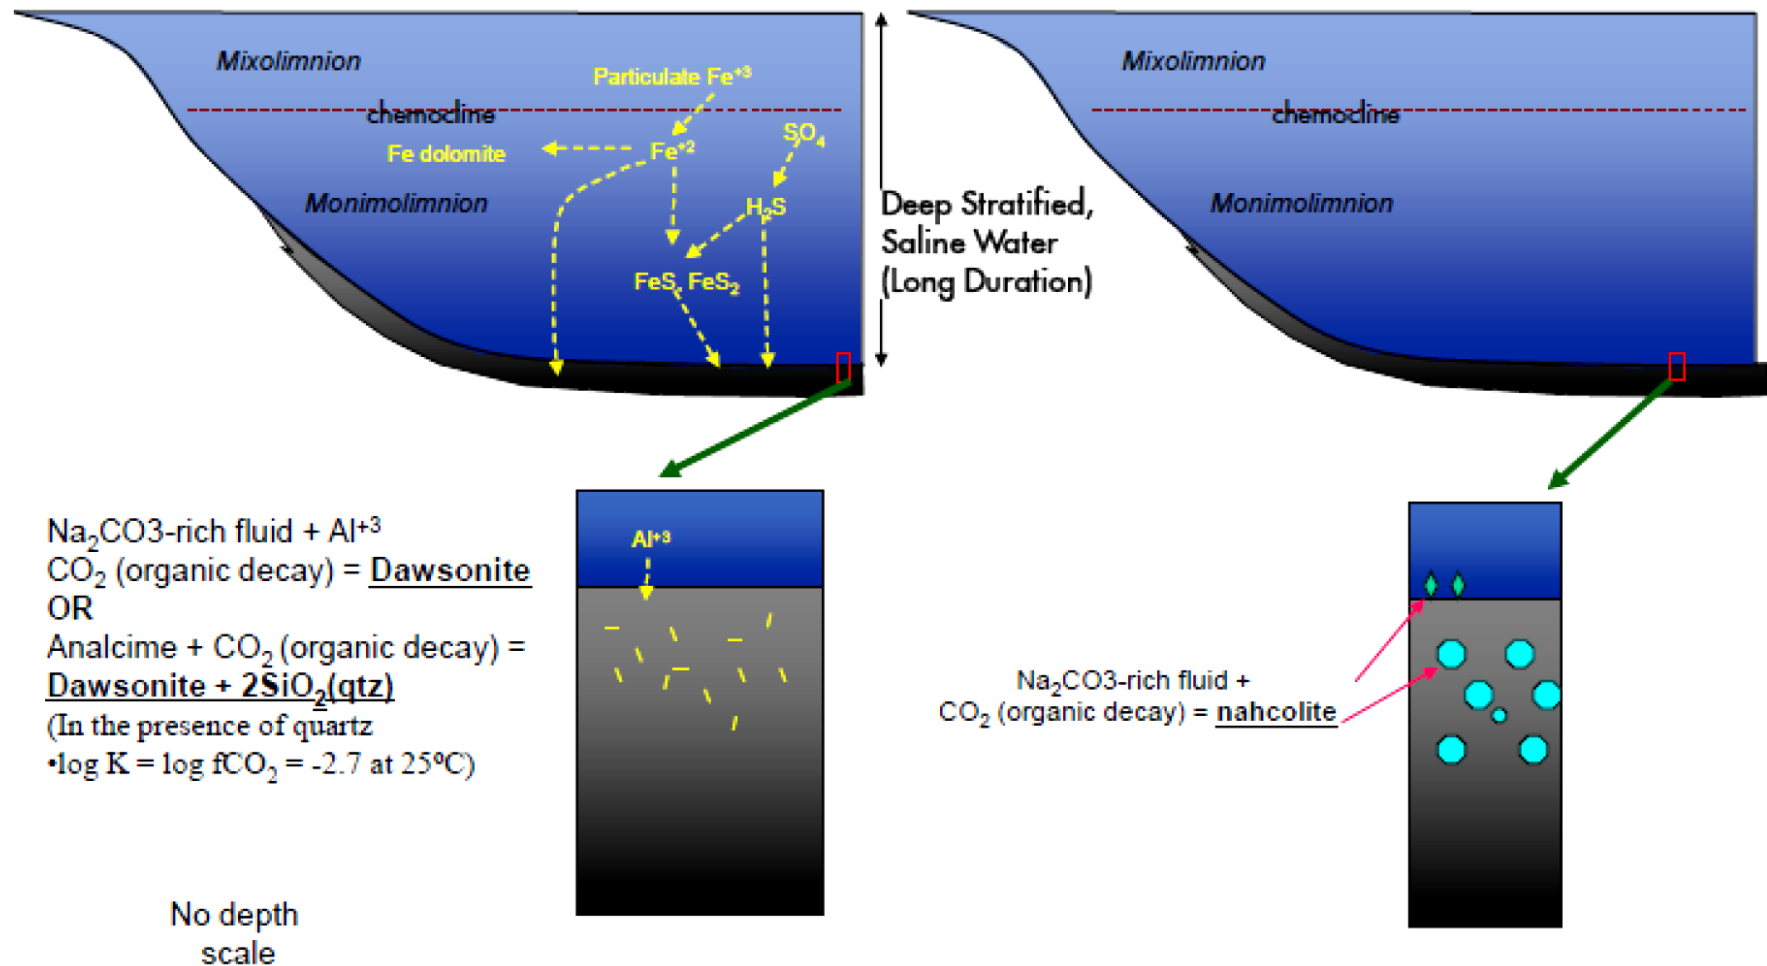 Mixolimnion
Particulate Fe⁺³
chemocline
SO₄
Fe dolomite
Fe⁺²
Monimolimnion
H₂S
FeS, FeS₂
Deep Stratified,
Saline Water
(Long Duration)
Mixolimnion
chemocline
Monimolimnion
Na₂CO3-rich fluid + Al⁺³
CO₂ (organic decay) = Dawsonite
OR
Analcime + CO₂ (organic decay) =
Dawsonite + 2SiO₂(qtz)
(In the presence of quartz
•log K = log fCO₂ = -2.7 at 25ºC)
No depth
scale
Al⁺³
Na₂CO3-rich fluid +
CO₂ (organic decay) = nahcolite